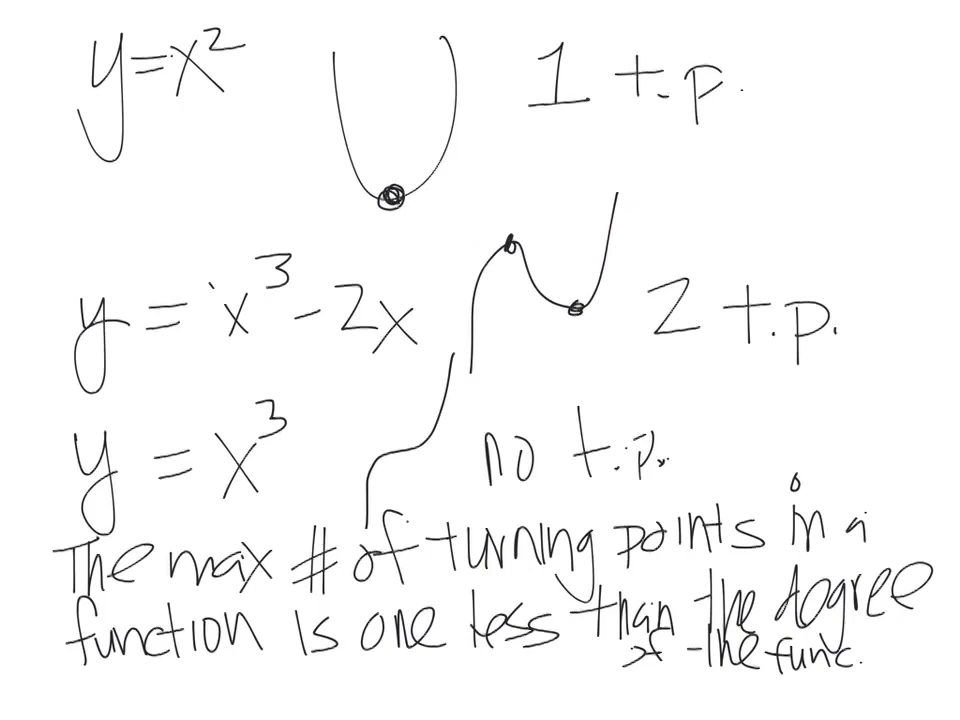 y=x² 1 t.p.
y = x³ - 2x 2 t.p.
y = x³ no t.p.
The max # of turning points in a
function is one less than the degree
of the func.